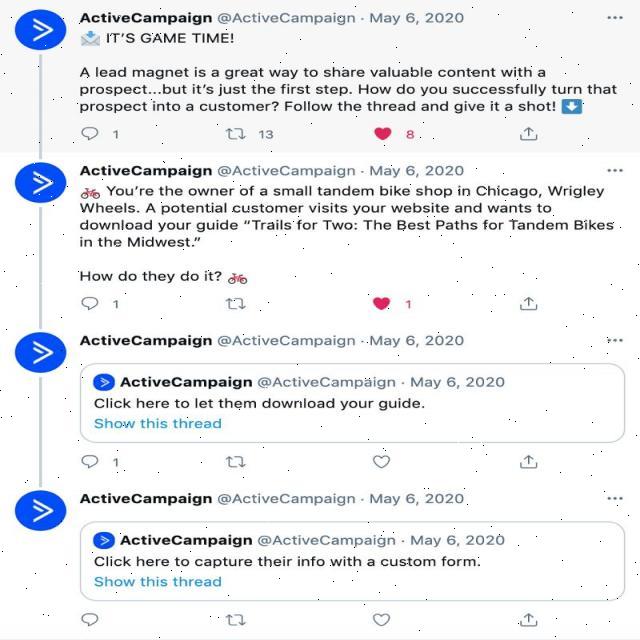 ActiveCampaign @ActiveCampaign · May 6, 2020 ...
📩 IT'S GAME TIME!
A lead magnet is a great way to share valuable content with a
prospect...but it's just the first step. How do you successfully turn that
prospect into a customer? Follow the thread and give it a shot! ⬇️
1 13 8
ActiveCampaign @ActiveCampaign · May 6, 2020 ...
🚲 You're the owner of a small tandem bike shop in Chicago, Wrigley
Wheels. A potential customer visits your website and wants to
download your guide “Trails for Two: The Best Paths for Tandem Bikes
in the Midwest.”
How do they do it? 🚲
1 1
ActiveCampaign @ActiveCampaign · May 6, 2020 ...
ActiveCampaign @ActiveCampaign · May 6, 2020
Click here to let them download your guide.
Show this thread
1
ActiveCampaign @ActiveCampaign · May 6, 2020 ...
ActiveCampaign @ActiveCampaign · May 6, 2020
Click here to capture their info with a custom form.
Show this thread